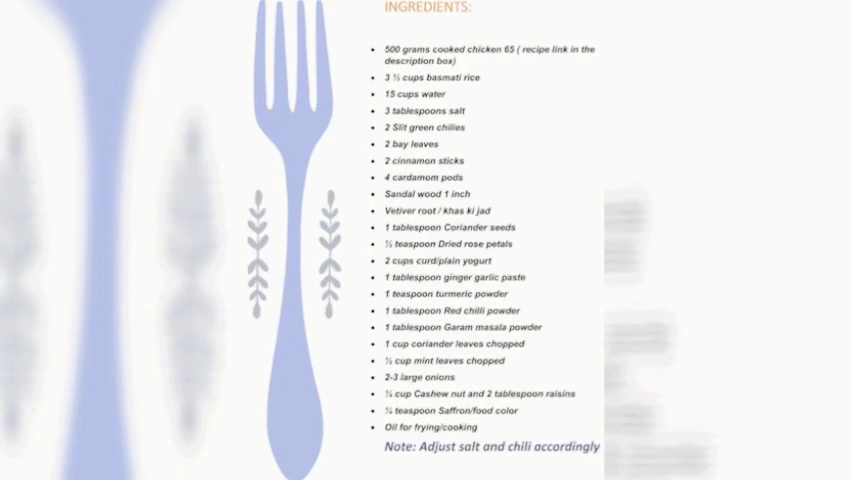 INGREDIENTS:
• 500 grams cooked chicken 65 ( recipe link in the
description box)
• 3 ½ cups basmati rice
• 15 cups water
• 3 tablespoons salt
• 2 Slit green chilies
• 2 bay leaves
• 2 cinnamon sticks
• 4 cardamom pods
• Sandal wood 1 inch
• Vetiver root / khas ki jad
• 1 tablespoon Coriander seeds
• ½ teaspoon Dried rose petals
• 2 cups curd/plain yogurt
• 1 tablespoon ginger garlic paste
• 1 teaspoon turmeric powder
• 1 tablespoon Red chilli powder
• 1 tablespoon Garam masala powder
• 1 cup coriander leaves chopped
• ½ cup mint leaves chopped
• 2-3 large onions
• cup Cashew nut and 2 tablespoon raisins
• teaspoon Saffron/food color
• Oil for frying/cooking
Note: Adjust salt and chili accordingly